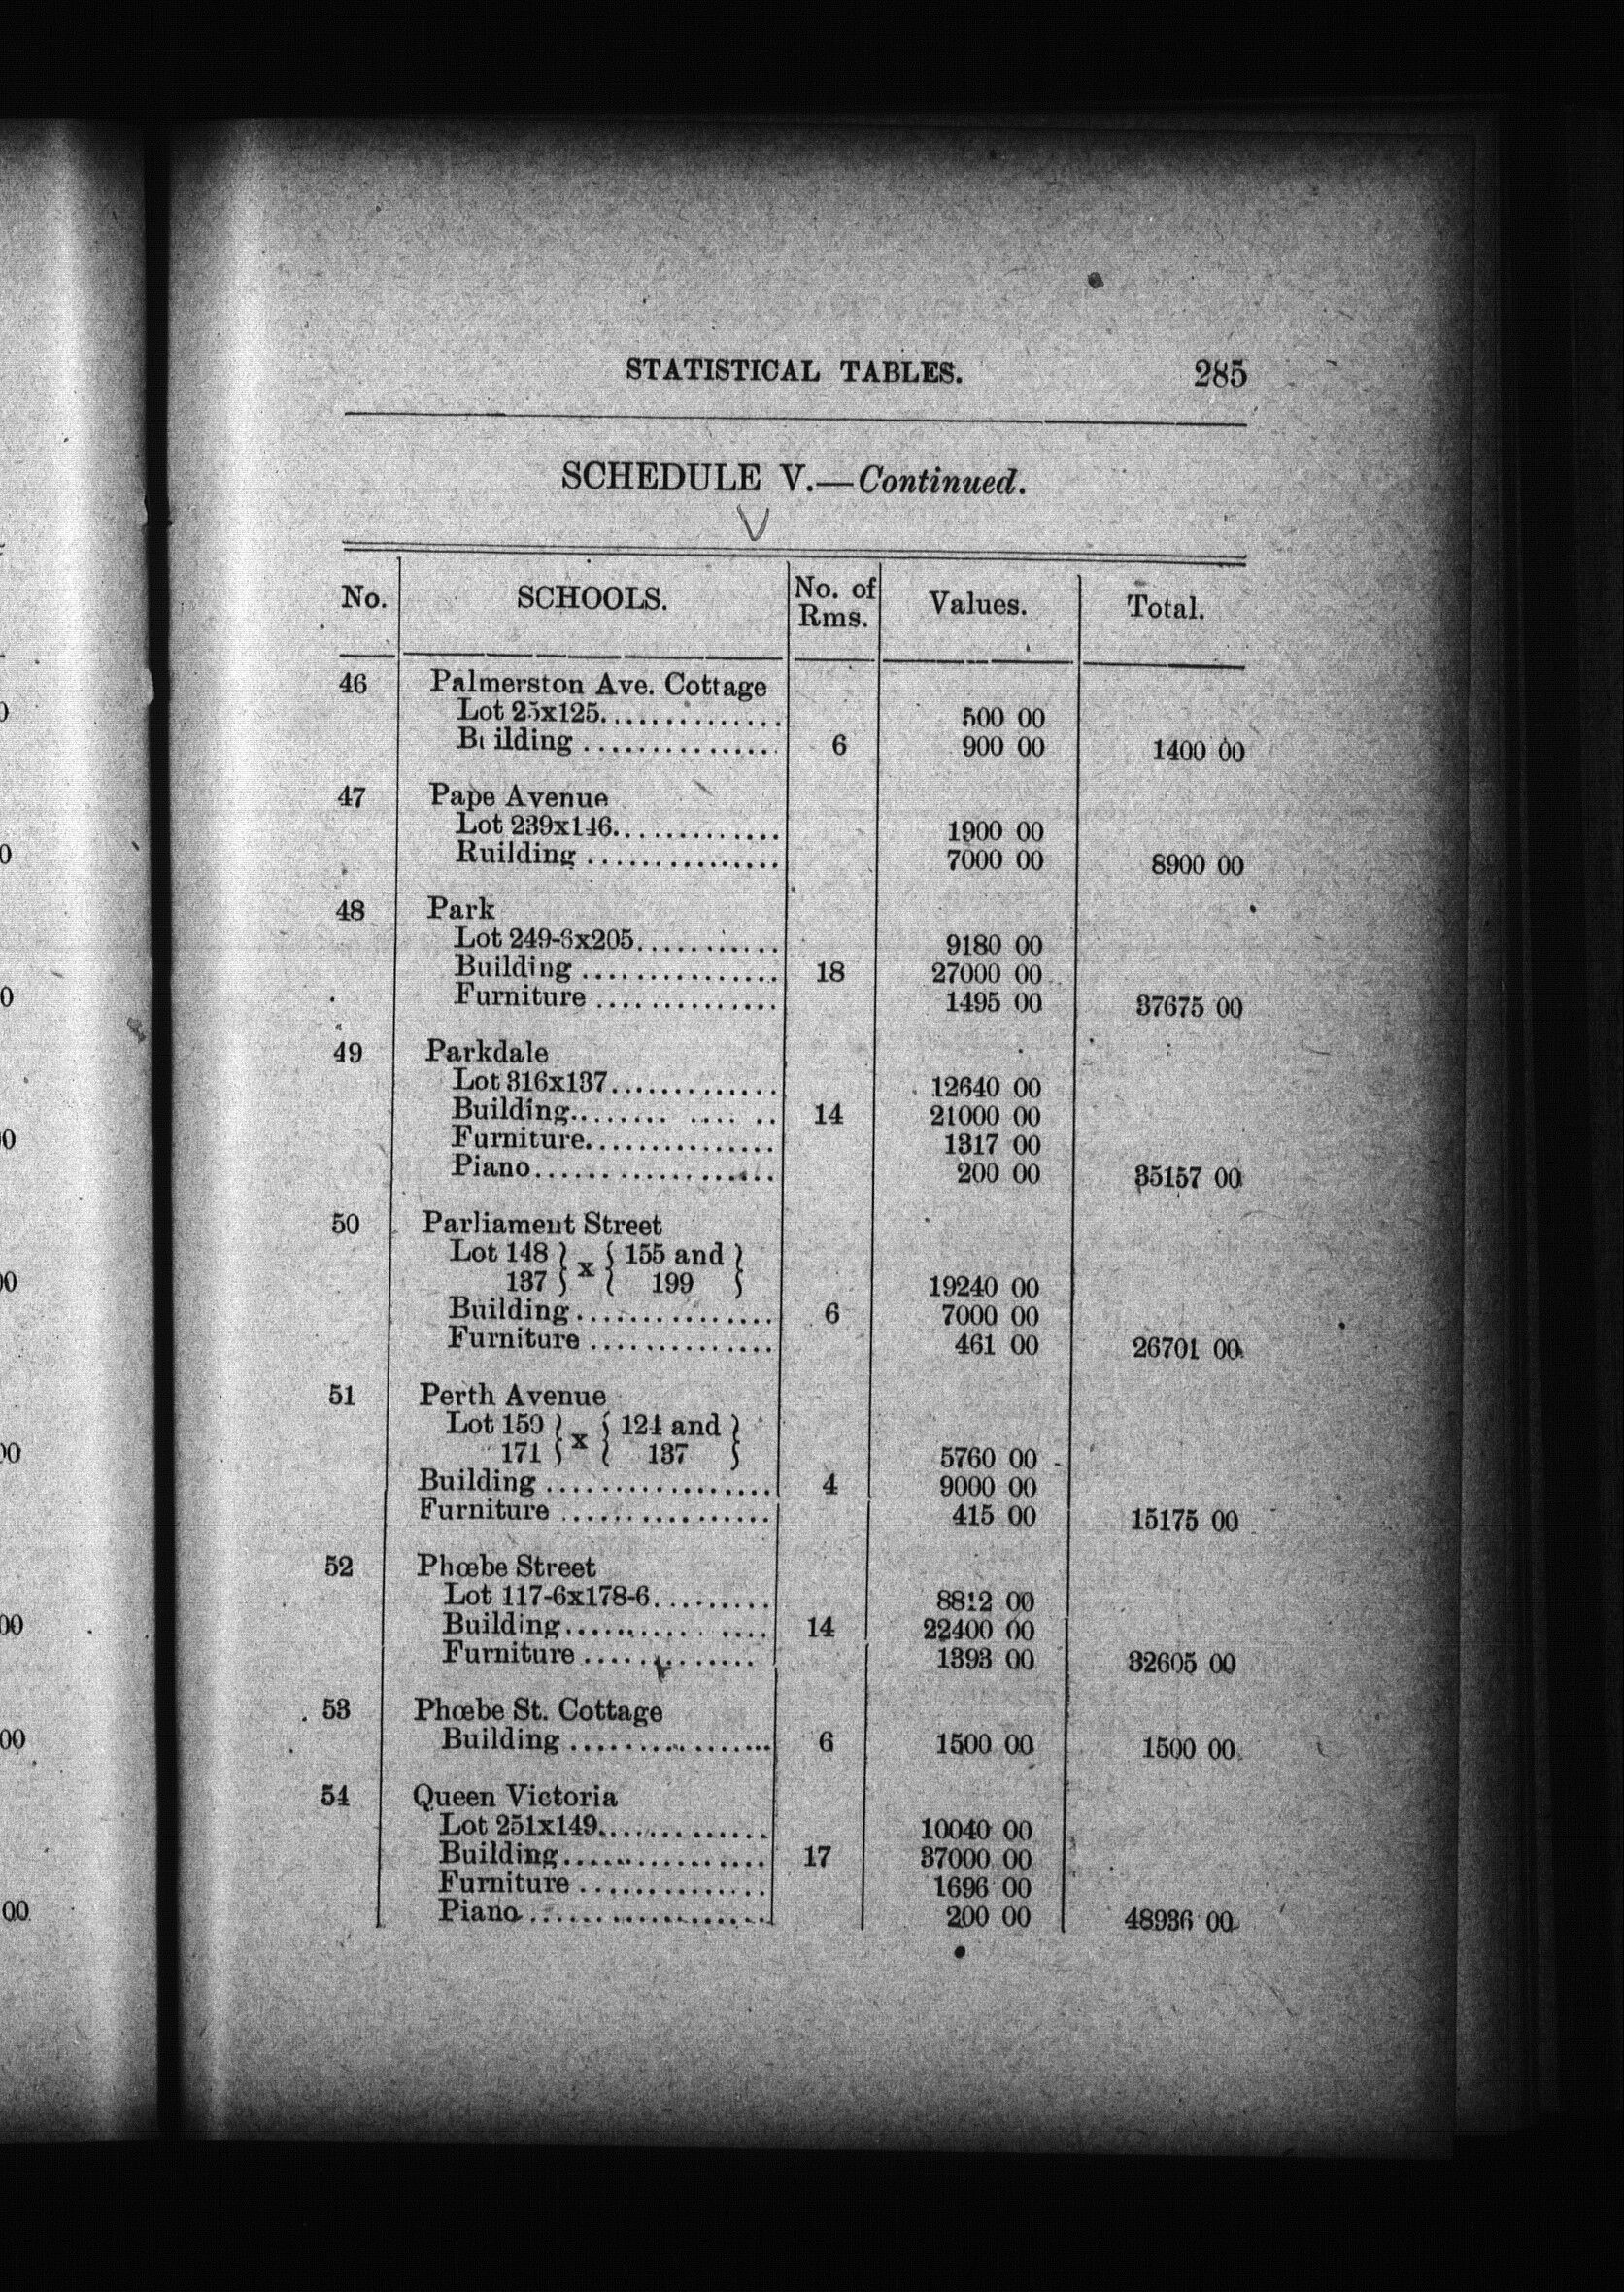 STATISTICAL TABLES. 285
SCHEDULE V.—Continued.
No. SCHOOLS. No. of Rms. Values. Total.
46 Palmerston Ave. Cottage
Lot 25x125.............. 500 00
Building .............. 6 900 00 1400 00
47 Pape Avenue
Lot 239x146............. 1900 00
Ruilding ............... 7000 00 8900 00
48 Park
Lot 249-6x205........... 9180 00
Building ............... 18 27000 00
Furniture .............. 1495 00 37675 00
49 Parkdale
Lot 316x137............. 12640 00
Building........ .... .. 14 21000 00
Furniture............... 1317 00
Piano................... 200 00 35157 00
50 Parliament Street
Lot 148 } x { 155 and }
137 } { 199 } 19240 00
Building ............... 6 7000 00
Furniture .............. 461 00 26701 00
51 Perth Avenue
Lot 150 } x { 124 and }
171 } { 137 } 5760 00
Building ................. 4 9000 00
Furniture ................ 415 00 15175 00
52 Phœbe Street
Lot 117-6x178-6......... 8812 00
Building............ .... 14 22400 00
Furniture ............. 1393 00 32605 00
53 Phœbe St. Cottage
Building ............... 6 1500 00 1500 00
54 Queen Victoria
Lot 251x149............. 10040 00
Building................ 17 37000 00
Furniture .............. 1696 00
Piano................... 200 00 48936 00